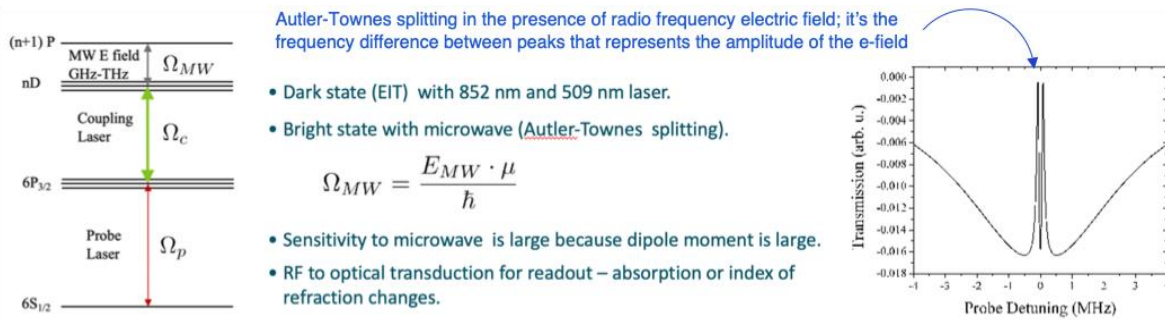 Autler-Townes splitting in the presence of radio frequency electric field; it's the
frequency difference between peaks that represents the amplitude of the e-field
(n+1) P
MW E field
GHz-THz
Ω_MW
nD
Coupling
Laser
Ω_c
6P_3/2
Probe
Laser
Ω_p
6S_1/2
• Dark state (EIT) with 852 nm and 509 nm laser.
• Bright state with microwave (Autler-Townes splitting).
Ω_MW = E_MW · μ / ℏ
• Sensitivity to microwave is large because dipole moment is large.
• RF to optical transduction for readout – absorption or index of
refraction changes.
Transmission (arb. u.)
0.000
-0.002
-0.004
-0.006
-0.008
-0.010
-0.012
-0.014
-0.016
-0.018
-1 -3 -2 -1 0 1 2 3
Probe Detuning (MHz)